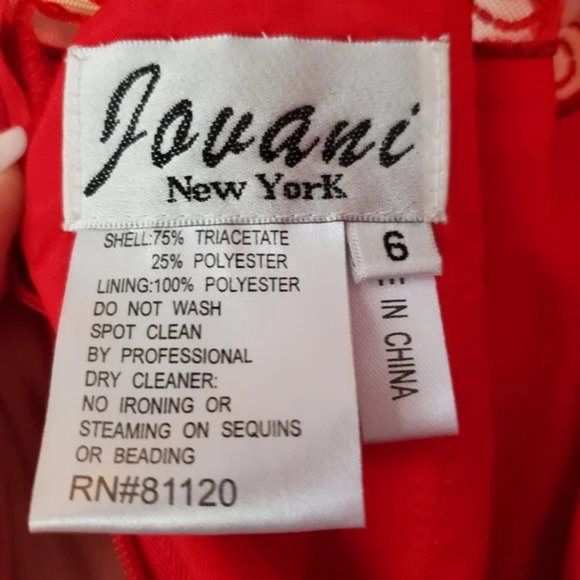 Jovani
New York
SHELL:75% TRIACETATE
25% POLYESTER
LINING:100% POLYESTER
DO NOT WASH
SPOT CLEAN
BY PROFESSIONAL
DRY CLEANER:
NO IRONING OR
STEAMING ON SEQUINS
OR BEADING
RN#81120
6
IN CHINA